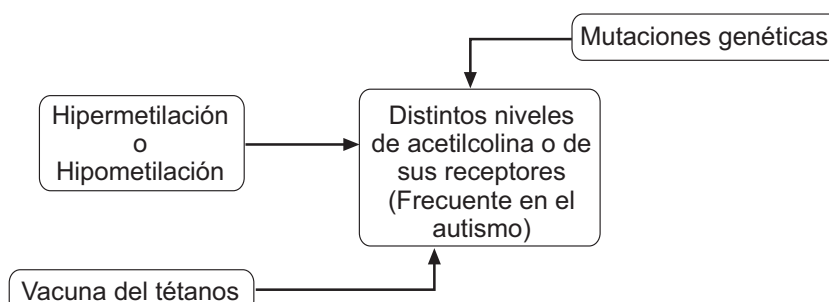 Mutaciones genéticas
Hipermetilación
o
Hipometilación
Distintos niveles
de acetilcolina o de
sus receptores
(Frecuente en el
autismo)
Vacuna del tétanos